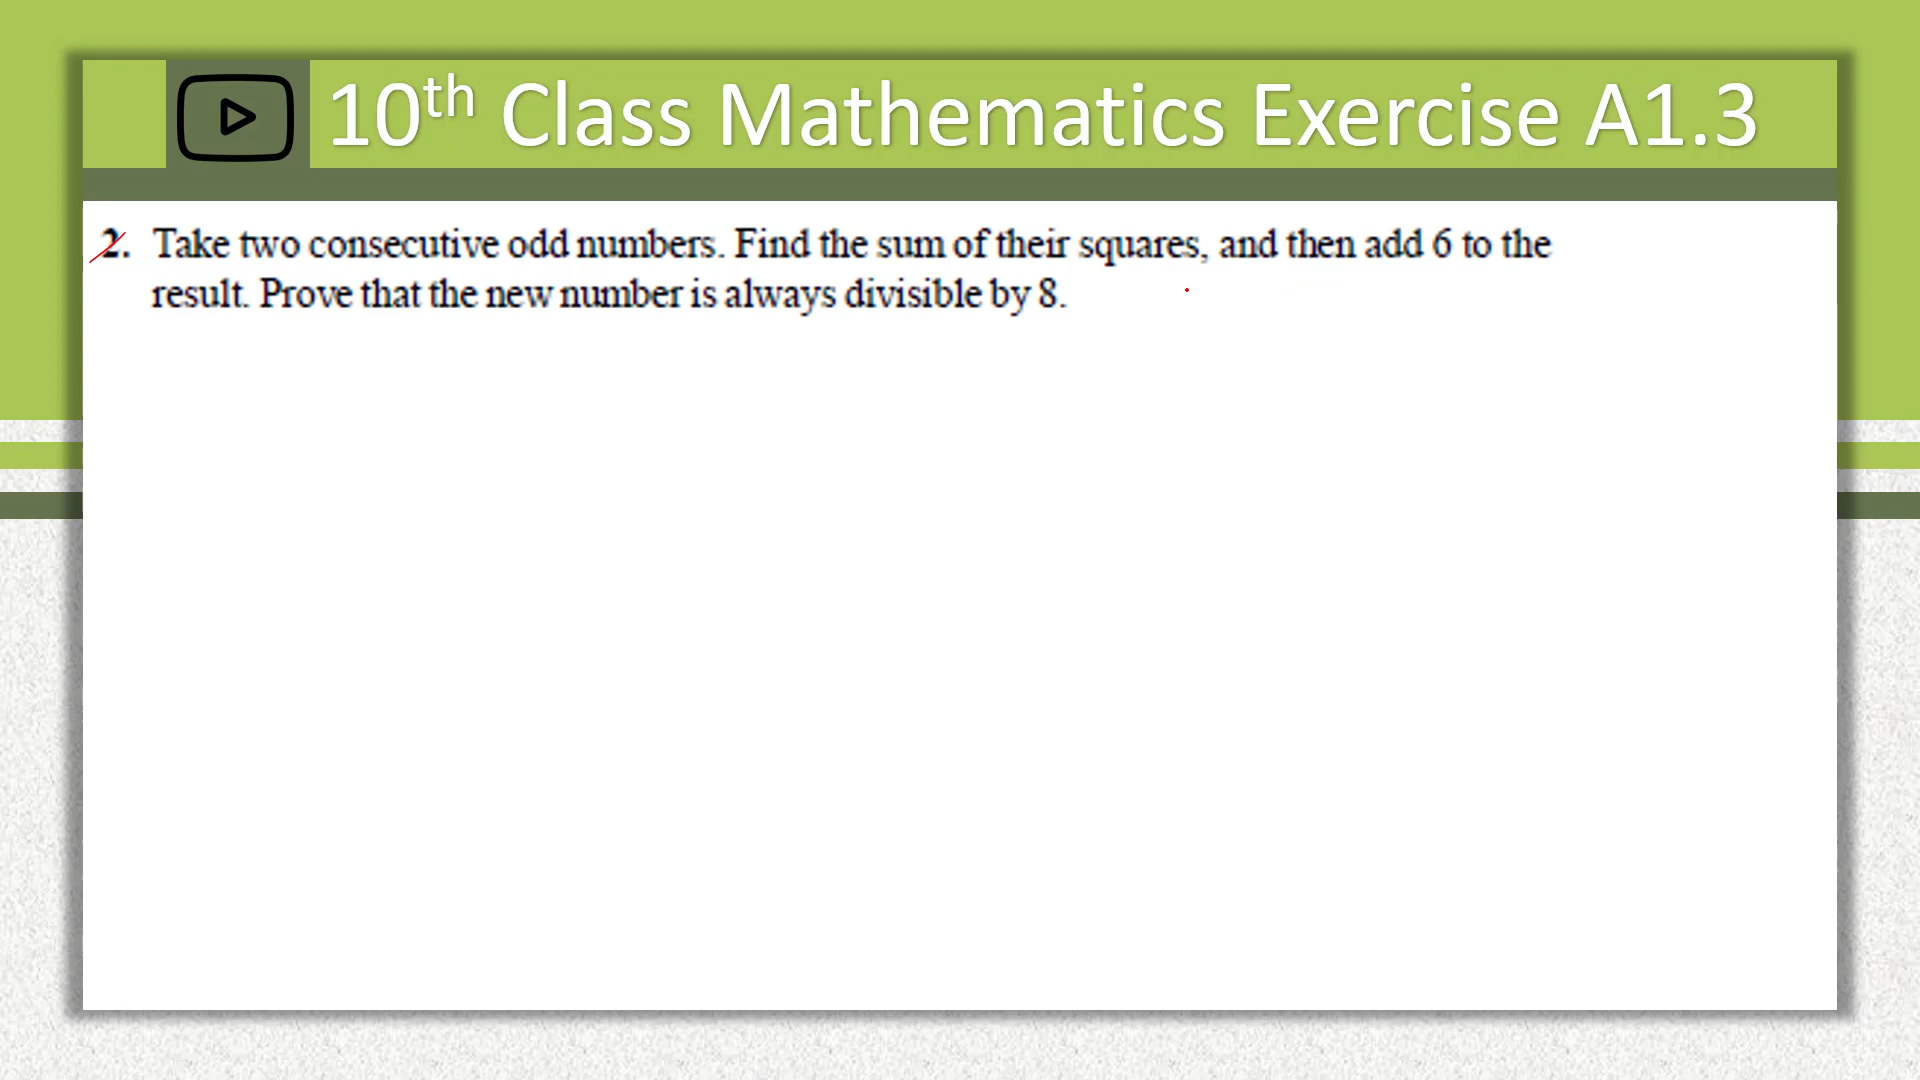 10th Class Mathematics Exercise A1.3
2. Take two consecutive odd numbers. Find the sum of their squares, and then add 6 to the
result. Prove that the new number is always divisible by 8.